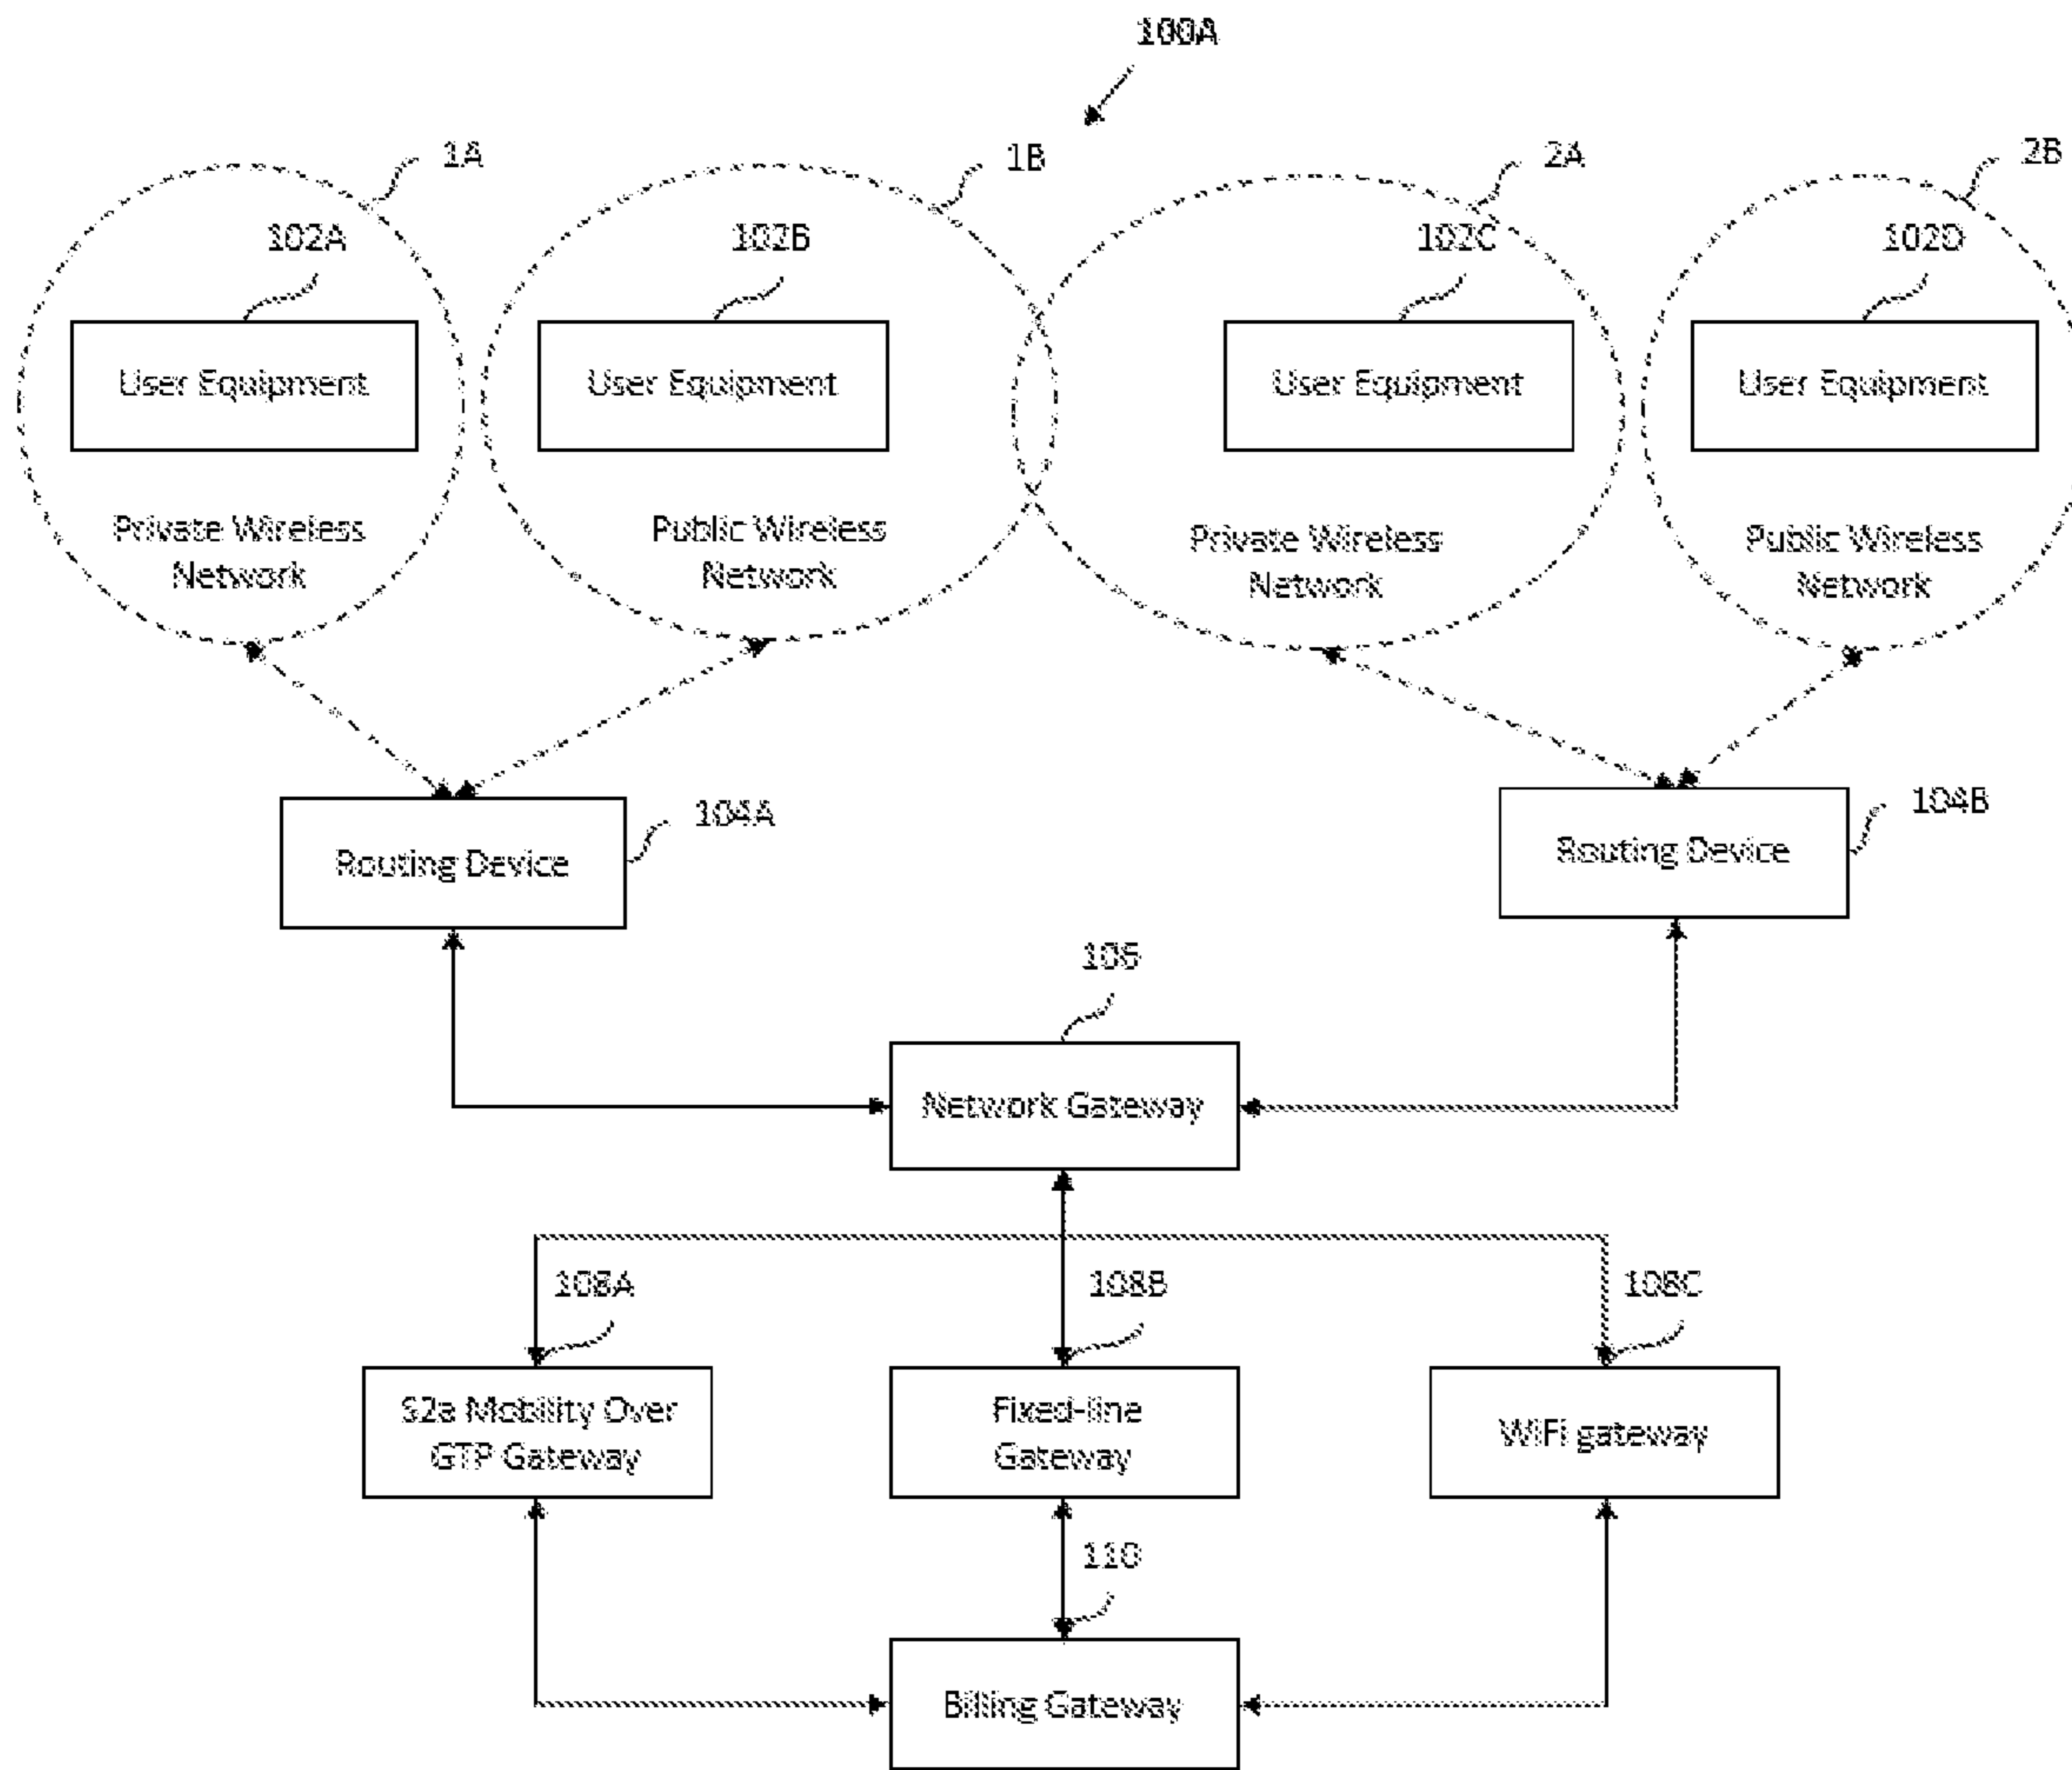 100A
1A
1B
2A
2B
102A
102B
102C
102D
User Equipment
User Equipment
User Equipment
User Equipment
Private Wireless
Network
Public Wireless
Network
Private Wireless
Network
Public Wireless
Network
104A
104B
Routing Device
Routing Device
106
Network Gateway
108A
108B
108C
S2a Mobility Over
GTP Gateway
Fixed-line
Gateway
WiFi gateway
110
Billing Gateway